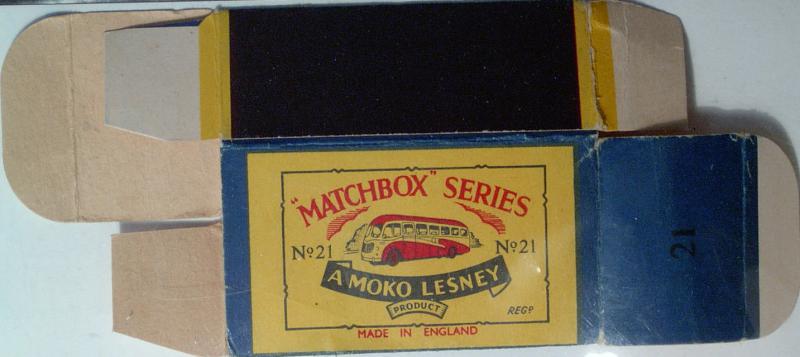 "MATCHBOX" SERIES
Nº21 Nº21
A MOKO LESNEY
PRODUCT
REGD
MADE IN ENGLAND
21